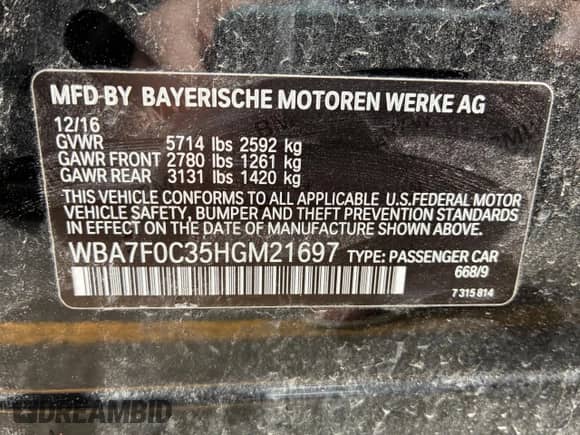 MFD BY BAYERISCHE MOTOREN WERKE AG
12/16
GVWR 5714 lbs 2592 kg
GAWR FRONT 2780 lbs 1261 kg
GAWR REAR 3131 lbs 1420 kg
THIS VEHICLE CONFORMS TO ALL APPLICABLE U.S.FEDERAL MOTOR
VEHICLE SAFETY, BUMPER AND THEFT PREVENTION STANDARDS
IN EFFECT ON THE DATE OF MANUFACTURE SHOWN ABOVE.
WBA7F0C35HGM21697 TYPE: PASSENGER CAR
668/9
7 315 814
DREAMBID